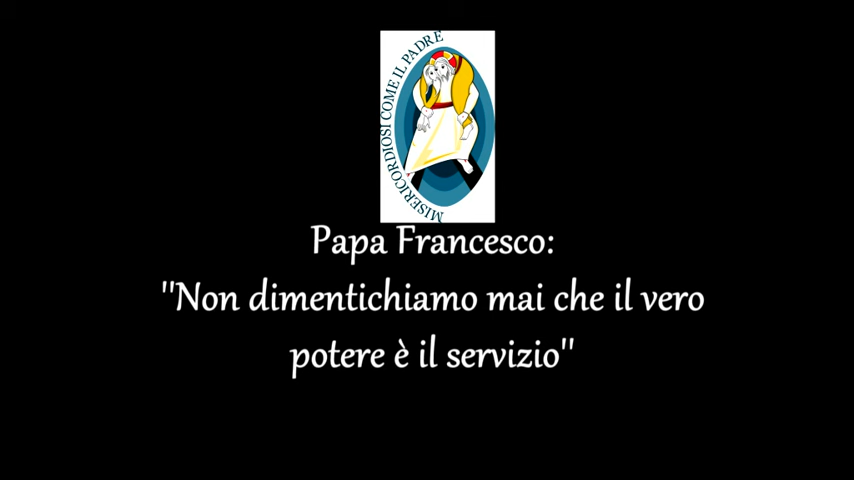 MISERICORDIOSI COME IL PADRE
Papa Francesco:
"Non dimentichiamo mai che il vero
potere è il servizio"